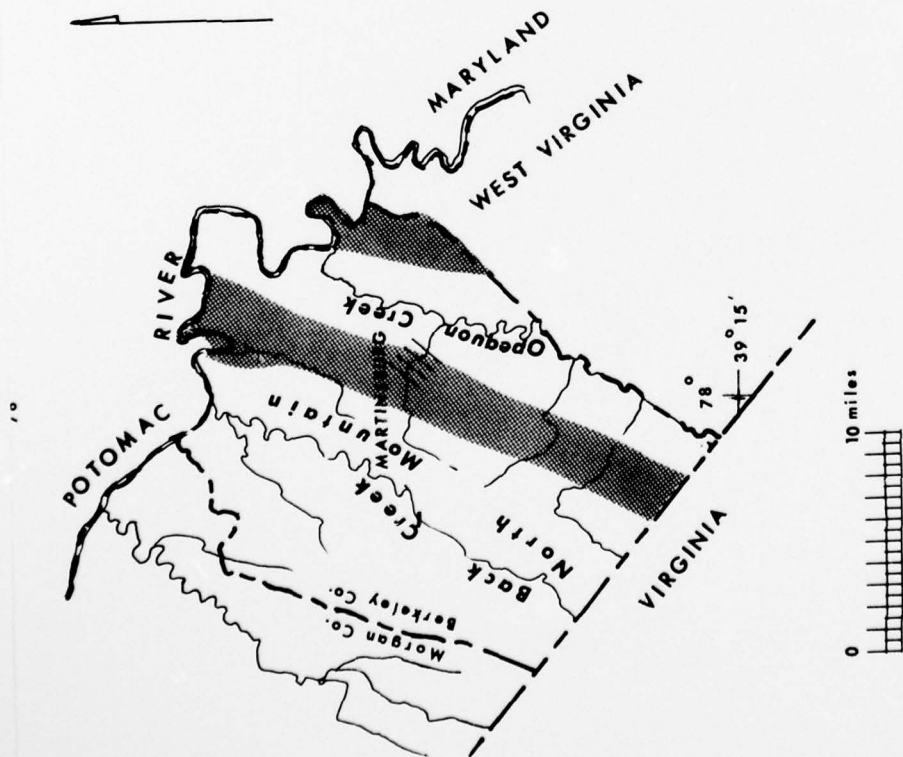 POTOMAC
RIVER
MARYLAND
WEST VIRGINIA
Opequon Creek
MARTINSBURG
North Mountain
Back Creek
Morgan Co.
Berkeley Co.
VIRGINIA
78°
39° 15'
0 10 miles